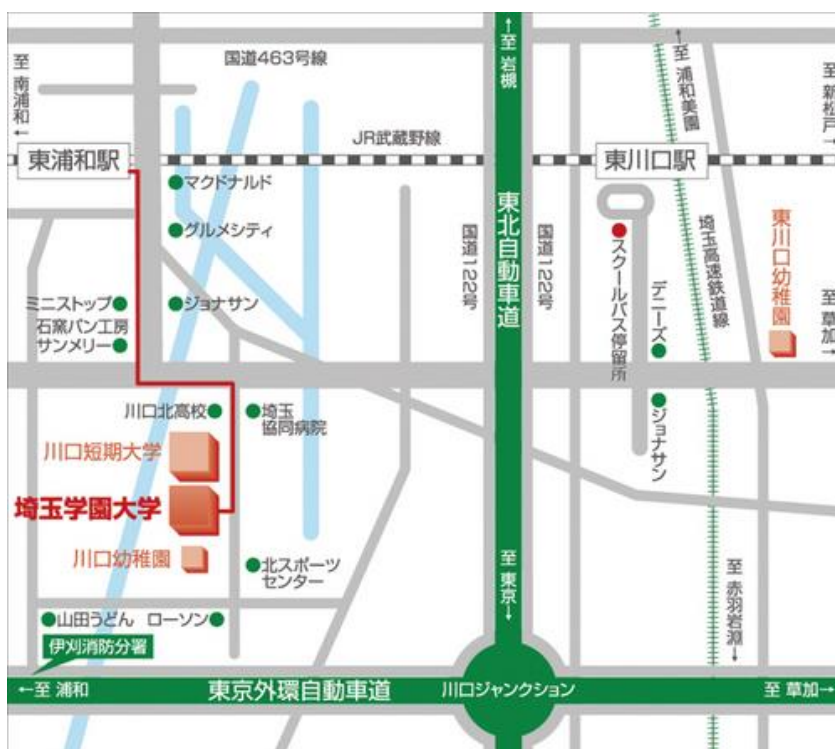 ←至 岩槻
国道463号線
至 南浦和←
←至 浦和美園
至 新松戸→
JR武蔵野線
東浦和駅
東川口駅
マクドナルド
グルメシティ
東北自動車道
国道122号
国道122号
スクールバス停留所
埼玉高速鉄道線
東川口幼稚園
ミニストップ
ジョナサン
石窯パン工房
サンメリー
デニーズ
至 草加→
川口北高校
埼玉
協同病院
ジョナサン
川口短期大学
埼玉学園大学
川口幼稚園
北スポーツ
センター
至 東京→
至 赤羽岩淵→
山田うどん
ローソン
伊刈消防分署
←至 浦和
東京外環自動車道
川口ジャンクション
至 草加→